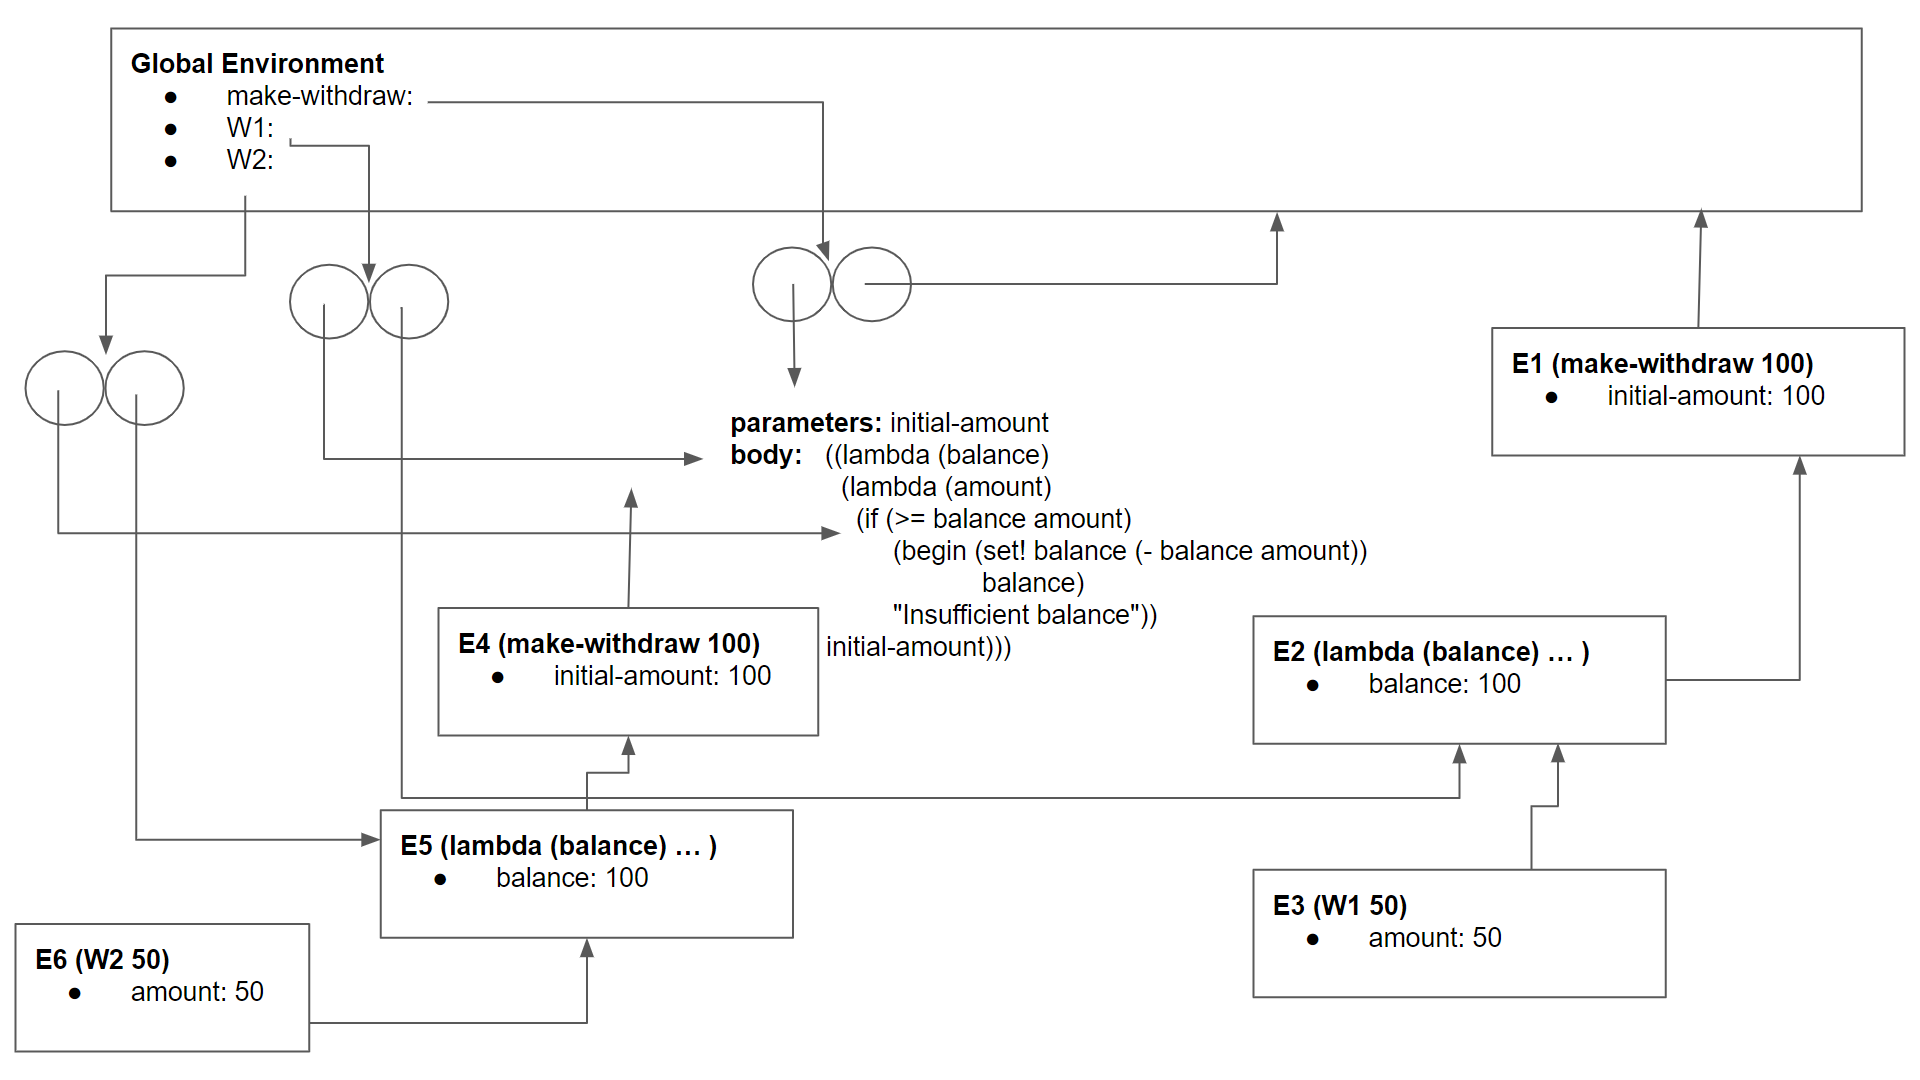 Global Environment
● make-withdraw:
● W1:
● W2:
E1 (make-withdraw 100)
● initial-amount: 100
parameters: initial-amount
body: ((lambda (balance)
(lambda (amount)
(if (>= balance amount)
(begin (set! balance (- balance amount))
balance)
"Insufficient balance"))
initial-amount)))
E4 (make-withdraw 100)
● initial-amount: 100
E2 (lambda (balance) … )
● balance: 100
E5 (lambda (balance) … )
● balance: 100
E3 (W1 50)
● amount: 50
E6 (W2 50)
● amount: 50